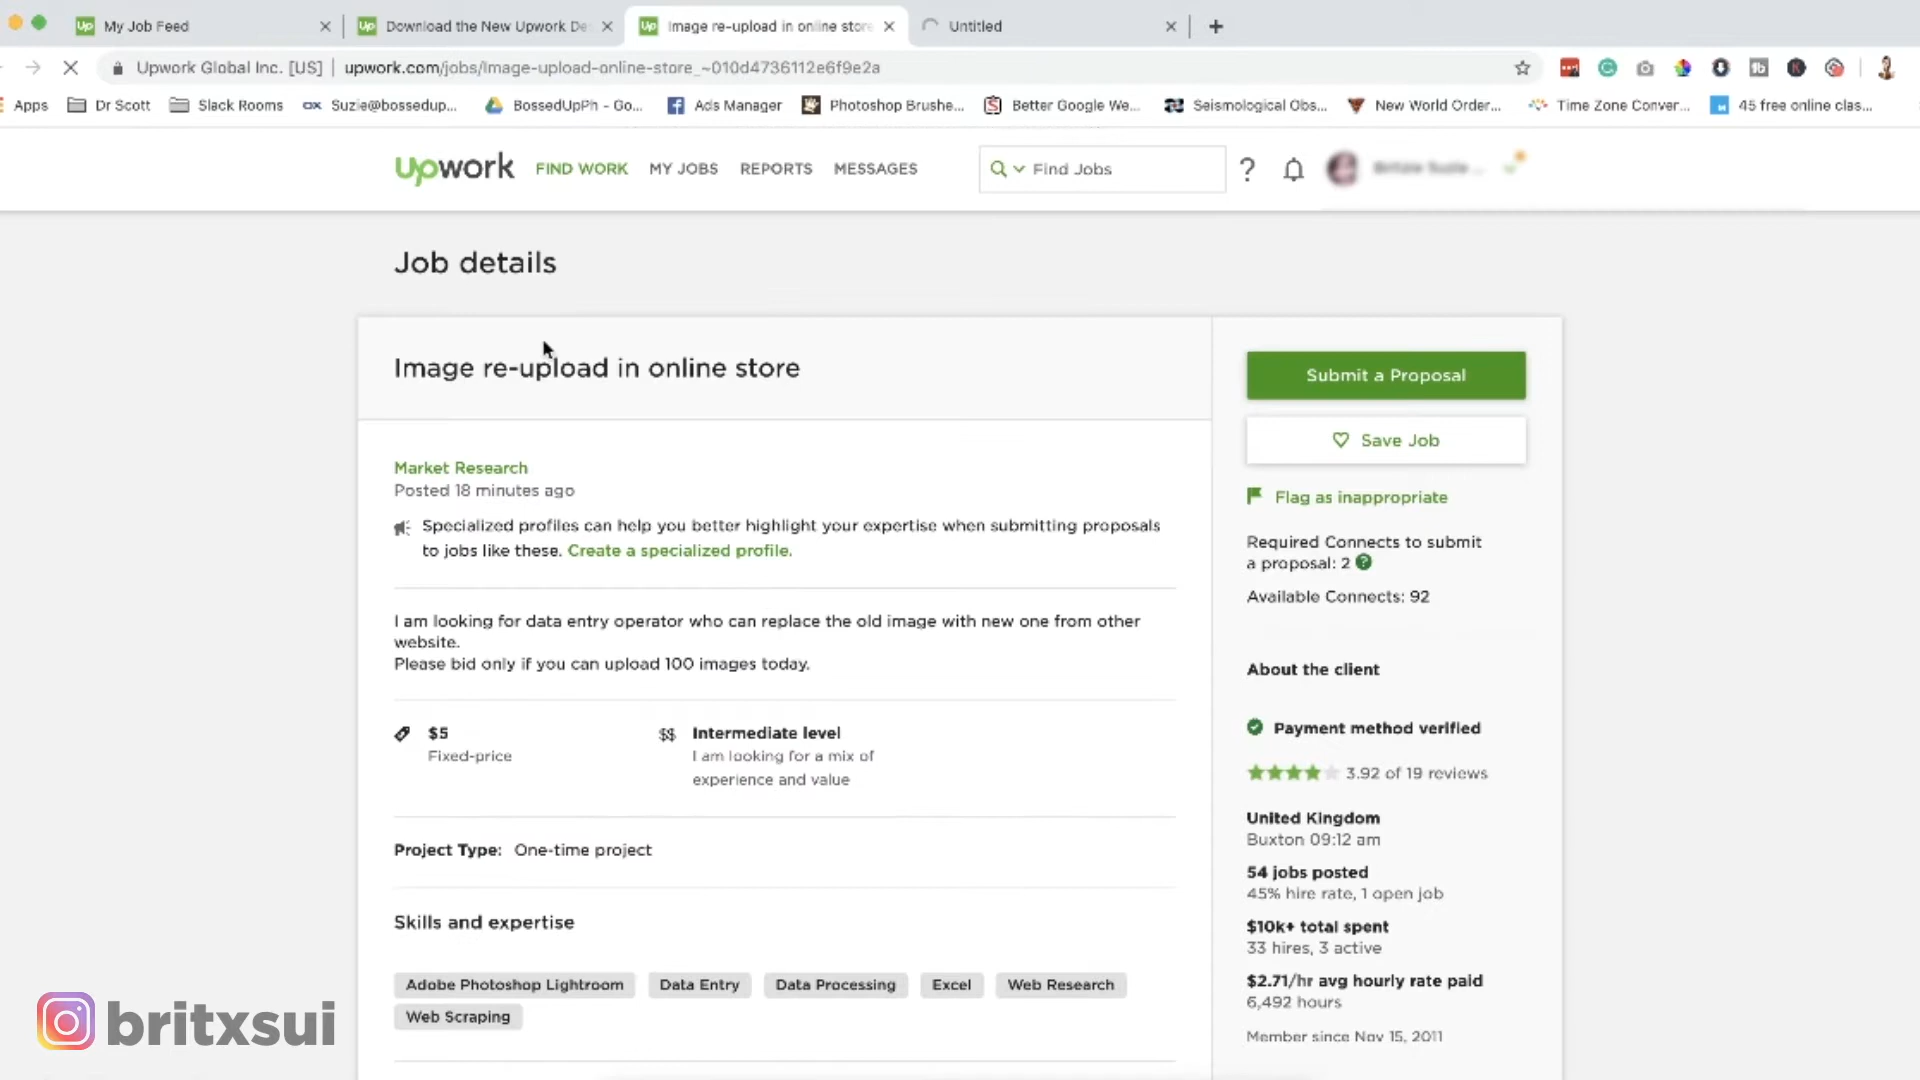 My Job Feed
Download the New Upwork De
Image re-upload in online store
Untitled
Upwork Global Inc. [US] | upwork.com/jobs/Image-upload-online-store_~010d4736112e6f9e2a
Apps
Dr Scott
Slack Rooms
Suzie@bossedup...
BossedUpPh - Go...
Ads Manager
Photoshop Brushe...
Better Google We...
Seismological Obs...
New World Order...
Time Zone Conver...
45 free online clas...
upwork
FIND WORK
MY JOBS
REPORTS
MESSAGES
Find Jobs
?
Job details
Image re-upload in online store
Submit a Proposal
Save Job
Flag as inappropriate
Required Connects to submit
a proposal: 2
Available Connects: 92
Market Research
Posted 18 minutes ago
Specialized profiles can help you better highlight your expertise when submitting proposals
to jobs like these. Create a specialized profile.
I am looking for data entry operator who can replace the old image with new one from other
website.
Please bid only if you can upload 100 images today.
$5
Fixed-price
$$ Intermediate level
I am looking for a mix of
experience and value
Project Type: One-time project
Skills and expertise
Adobe Photoshop Lightroom
Data Entry
Data Processing
Excel
Web Research
Web Scraping
About the client
Payment method verified
3.92 of 19 reviews
United Kingdom
Buxton 09:12 am
54 jobs posted
45% hire rate, 1 open job
$10k+ total spent
33 hires, 3 active
$2.71/hr avg hourly rate paid
6,492 hours
Member since Nov 15, 2011
britxsui